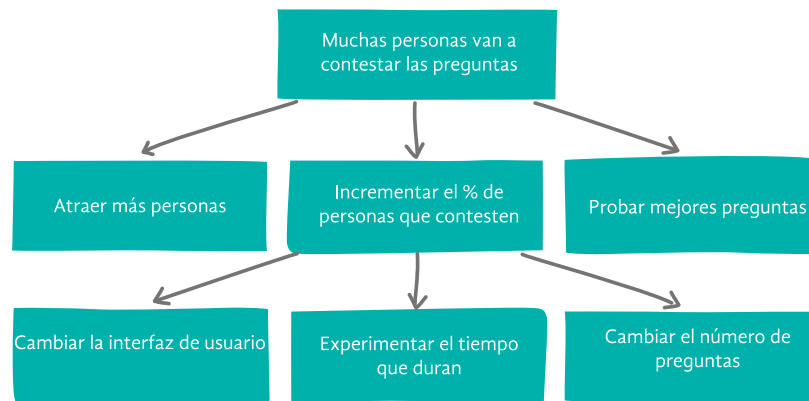 Muchas personas van a
contestar las preguntas
Atraer más personas
Incrementar el % de
personas que contesten
Probar mejores preguntas
Cambiar la interfaz de usuario
Experimentar el tiempo
que duran
Cambiar el número de
preguntas